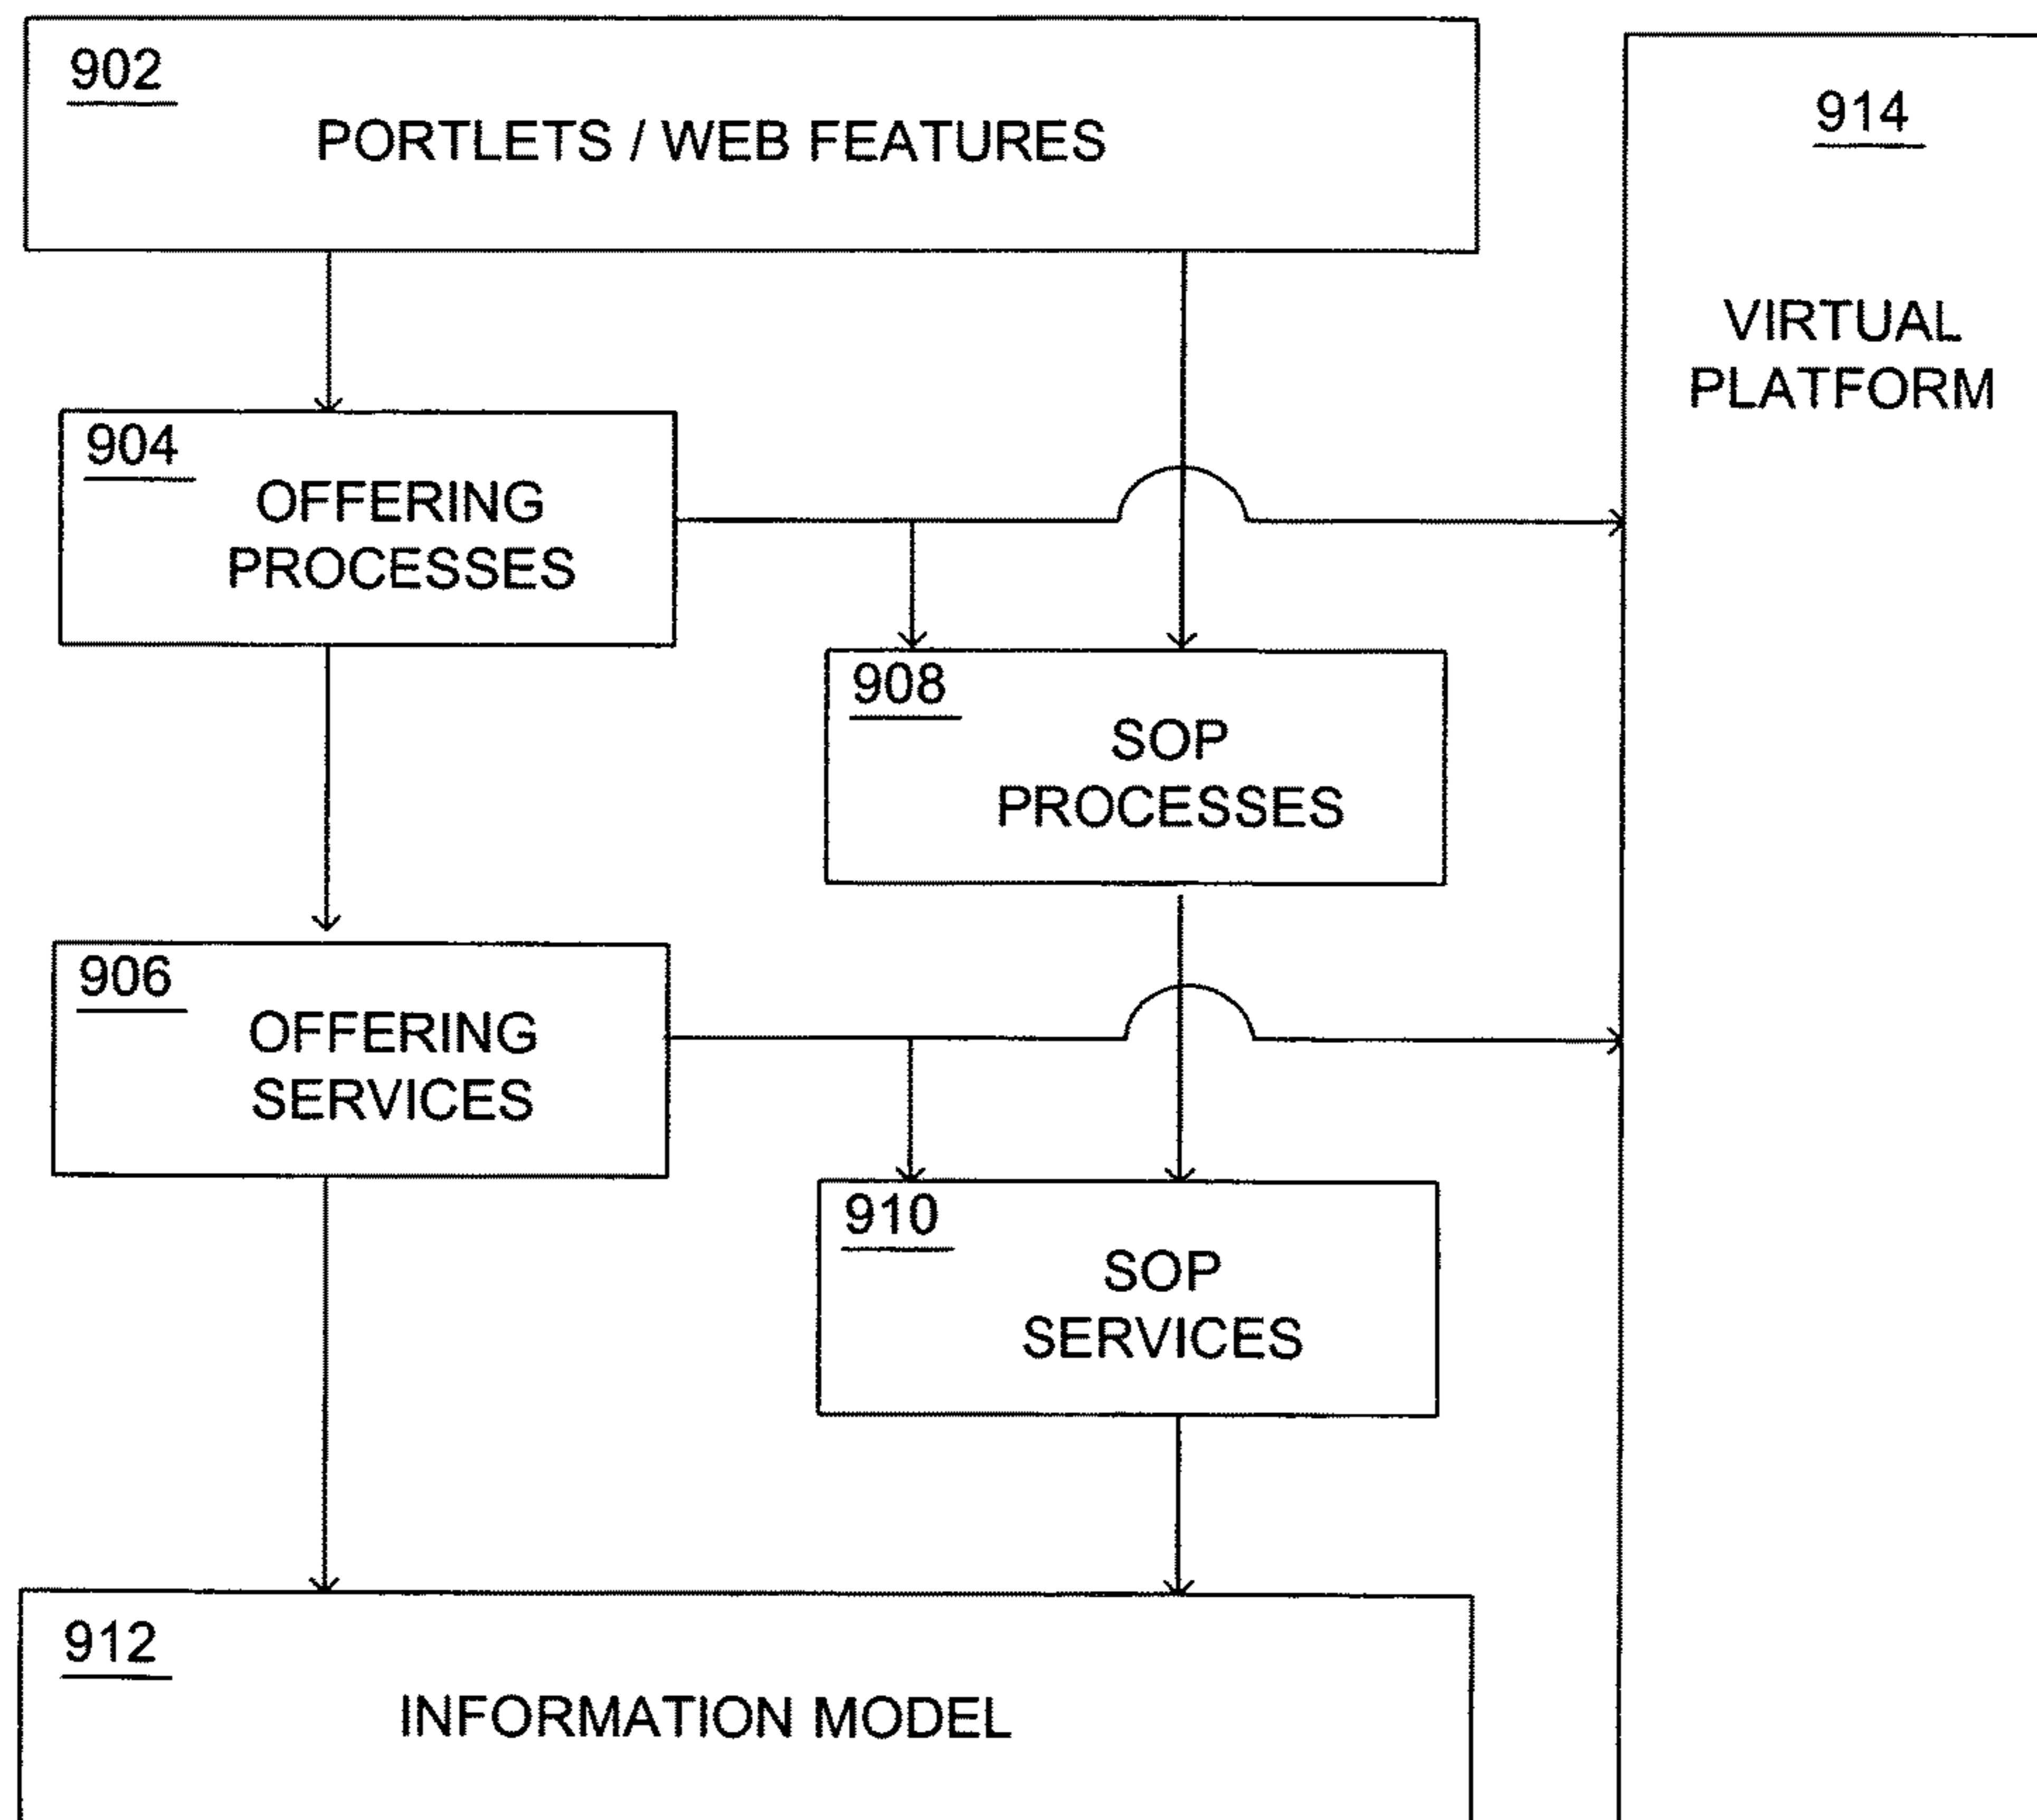 902
PORTLETS / WEB FEATURES
914
VIRTUAL
PLATFORM
904
OFFERING
PROCESSES
908
SOP
PROCESSES
906
OFFERING
SERVICES
910
SOP
SERVICES
912
INFORMATION MODEL